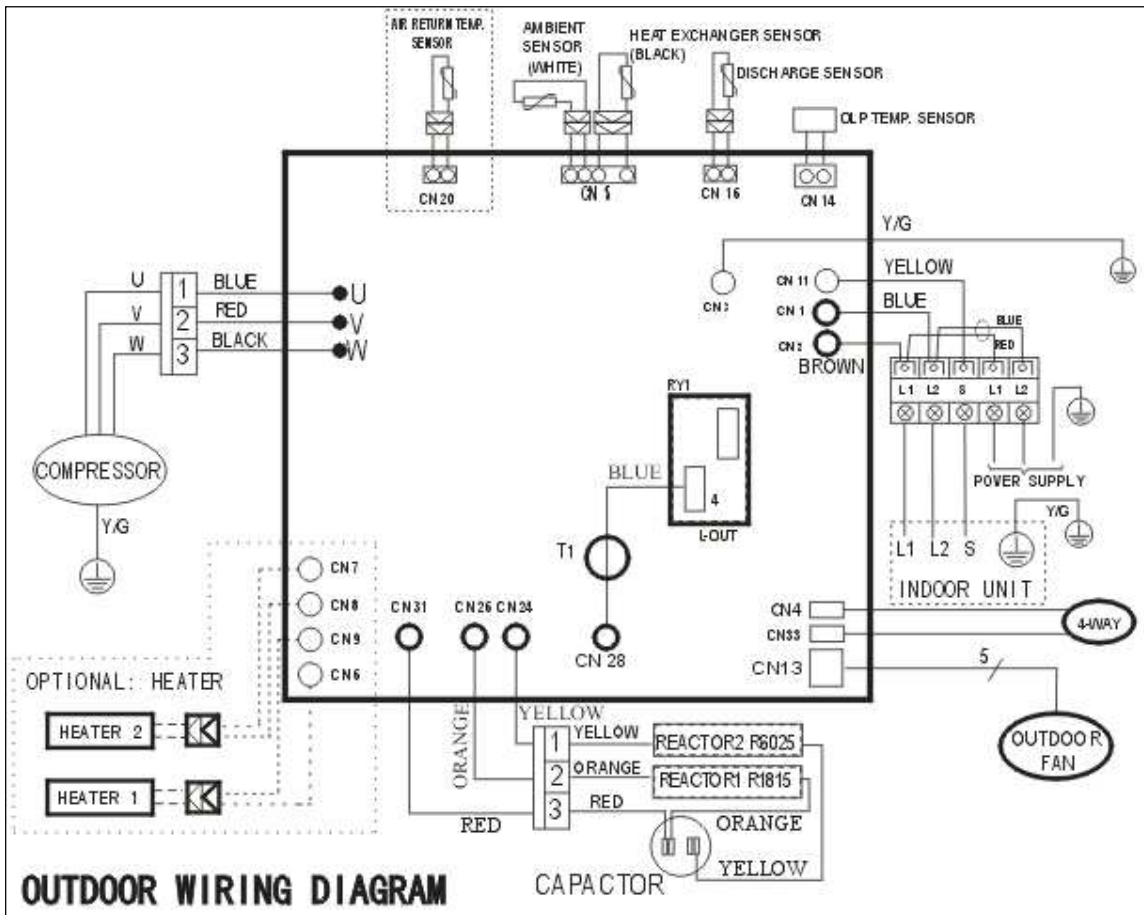 AIR RETURN TEMP.
SENSOR
AMBIENT
SENSOR
(WHITE)
HEAT EXCHANGER SENSOR
(BLACK)
DISCHARGE SENSOR
OLP TEMP. SENSOR
CN 20
CN 16
CN 14
Y/G
YELLOW
CN 11
BLUE
CN 1
CN2
BROWN
BLUE
RED
L1 L2 S L1 L2
POWER SUPPLY
Y/G
L1 L2 S
INDOOR UNIT
U
V
W
1
2
3
BLUE
RED
BLACK
U
V
W
COMPRESSOR
Y/G
RY1
BLUE
4
L-OUT
T1
CN 28
CN7
CN8
CN9
CN6
CN31
CN26
CN24
CN4
CN33
CN13
4-WAY
5
OUTDOOR
FAN
OPTIONAL: HEATER
HEATER 2
HEATER 1
ORANGE
YELLOW
RED
1
2
3
YELLOW
ORANGE
RED
REACTOR2 R6025
REACTOR1 R1815
ORANGE
YELLOW
CAPACTOR
OUTDOOR WIRING DIAGRAM